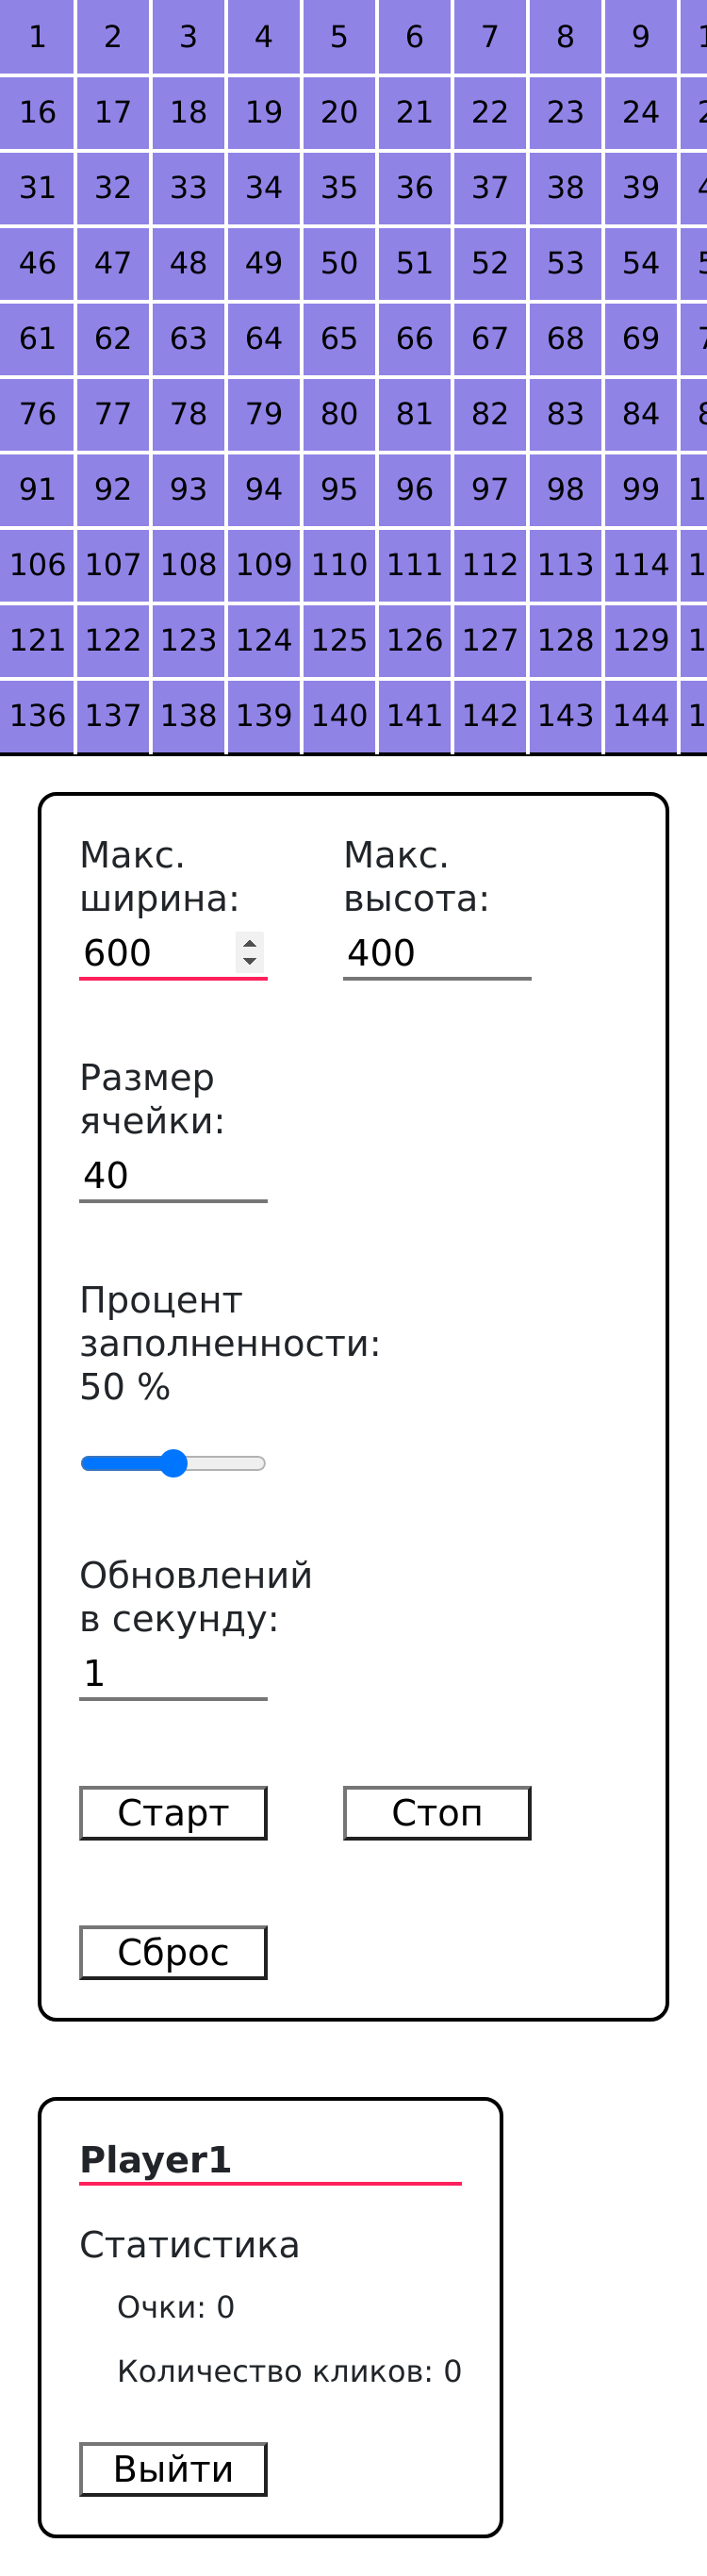 1 2 3 4 5 6 7 8 9
16 17 18 19 20 21 22 23 24
31 32 33 34 35 36 37 38 39
46 47 48 49 50 51 52 53 54
61 62 63 64 65 66 67 68 69
76 77 78 79 80 81 82 83 84
91 92 93 94 95 96 97 98 99
106 107 108 109 110 111 112 113 114
121 122 123 124 125 126 127 128 129
136 137 138 139 140 141 142 143 144
Макс. ширина:
Макс. высота:
600 400
Размер
ячейки:
40
Процент
заполненности:
50 %
Обновлений
в секунду:
1
Старт Стоп
Сброс
Player1
Статистика
Очки: 0
Количество кликов: 0
Выйти